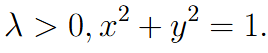 λ > 0, x² + y² = 1.